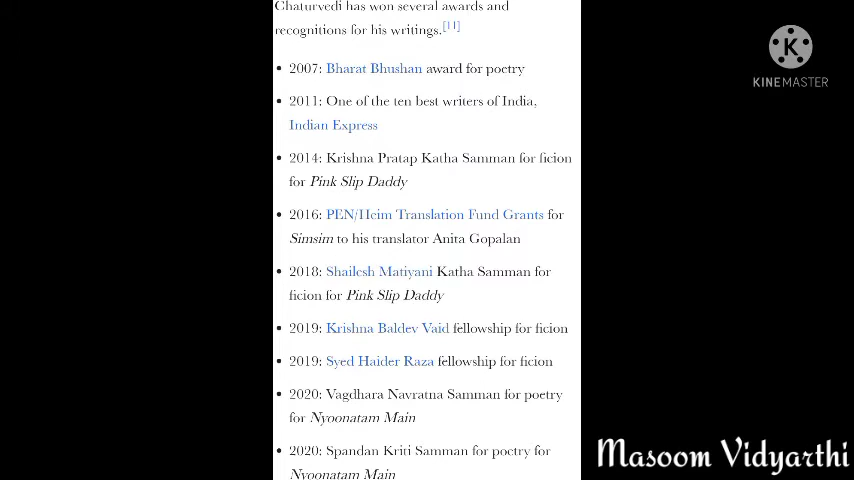 Chaturvedi has won several awards and
recognitions for his writings.[11]
• 2007: Bharat Bhushan award for poetry
• 2011: One of the ten best writers of India,
Indian Express
• 2014: Krishna Pratap Katha Samman for ficion
for Pink Slip Daddy
• 2016: PEN/Heim Translation Fund Grants for
Simsim to his translator Anita Gopalan
• 2018: Shailesh Matiyani Katha Samman for
ficion for Pink Slip Daddy
• 2019: Krishna Baldev Vaid fellowship for ficion
• 2019: Syed Haider Raza fellowship for ficion
• 2020: Vagdhara Navratna Samman for poetry
for Nyoonatam Main
• 2020: Spandan Kriti Samman for poetry for
Nyoonatam Main
K
KINEMASTER
Masoom Vidyarthi